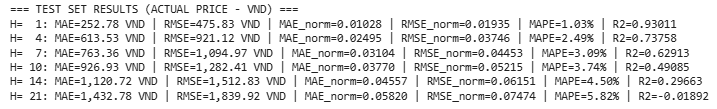 === TEST SET RESULTS (ACTUAL PRICE - VND) ===
H=  1: MAE=252.78 VND | RMSE=475.83 VND | MAE_norm=0.01028 | RMSE_norm=0.01935 | MAPE=1.03% | R2=0.93011
H=  4: MAE=613.53 VND | RMSE=921.12 VND | MAE_norm=0.02495 | RMSE_norm=0.03746 | MAPE=2.49% | R2=0.73758
H=  7: MAE=763.36 VND | RMSE=1,094.97 VND | MAE_norm=0.03104 | RMSE_norm=0.04453 | MAPE=3.09% | R2=0.62913
H= 10: MAE=926.93 VND | RMSE=1,282.41 VND | MAE_norm=0.03770 | RMSE_norm=0.05215 | MAPE=3.74% | R2=0.49085
H= 14: MAE=1,120.72 VND | RMSE=1,512.83 VND | MAE_norm=0.04557 | RMSE_norm=0.06151 | MAPE=4.50% | R2=0.29663
H= 21: MAE=1,432.78 VND | RMSE=1,839.92 VND | MAE_norm=0.05820 | RMSE_norm=0.07474 | MAPE=5.82% | R2=-0.01892